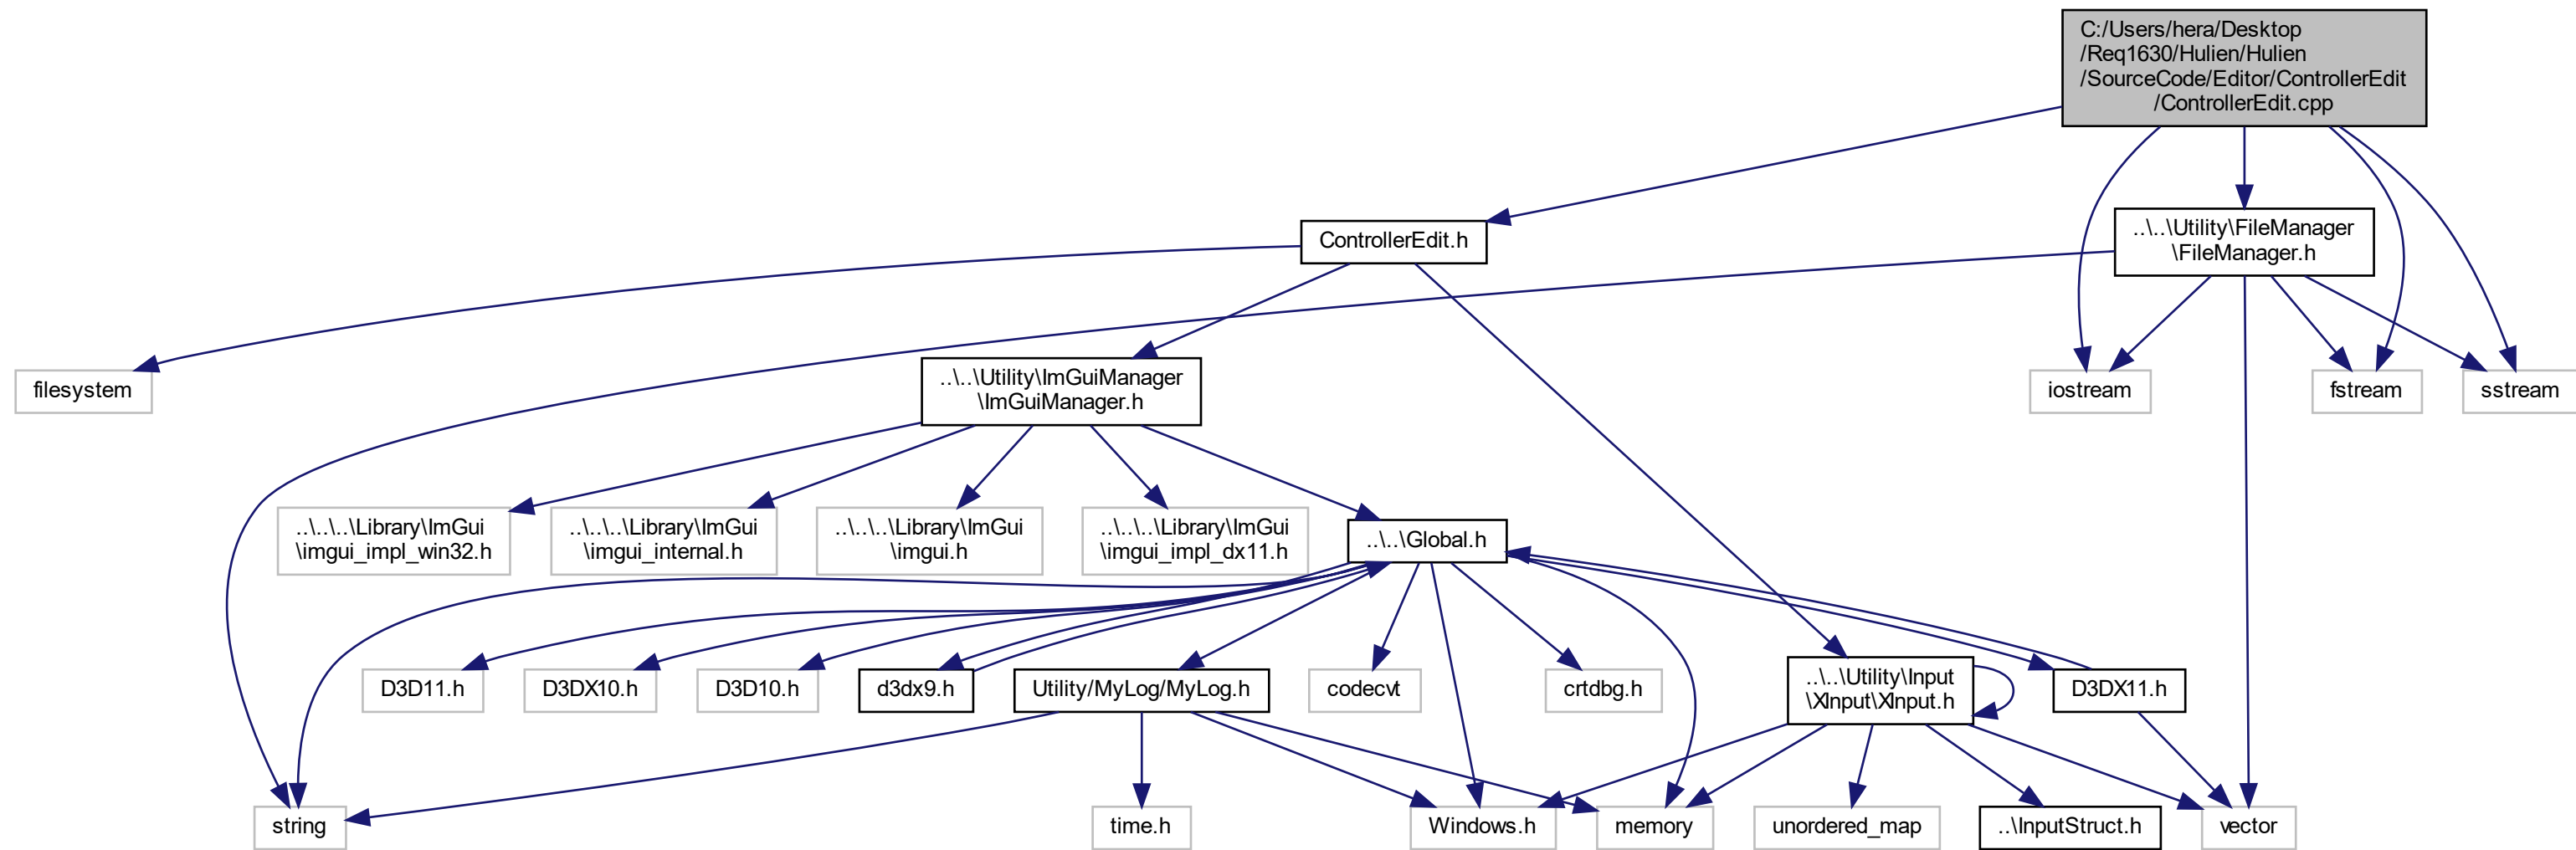 C:/Users/hera/Desktop
/Req1630/Hulien/Hulien
/SourceCode/Editor/ControllerEdit
/ControllerEdit.cpp
ControllerEdit.h
..\..\Utility\FileManager
\FileManager.h
filesystem
..\..\Utility\ImGuiManager
\ImGuiManager.h
iostream
fstream
sstream
..\..\..\Library\ImGui
\imgui_impl_win32.h
..\..\..\Library\ImGui
\imgui_internal.h
..\..\..\Library\ImGui
\imgui.h
..\..\..\Library\ImGui
\imgui_impl_dx11.h
..\..\Global.h
D3D11.h
D3DX10.h
D3D10.h
d3dx9.h
Utility/MyLog/MyLog.h
codecvt
crtdbg.h
..\..\Utility\Input
\XInput\XInput.h
D3DX11.h
string
time.h
Windows.h
memory
unordered_map
..\InputStruct.h
vector